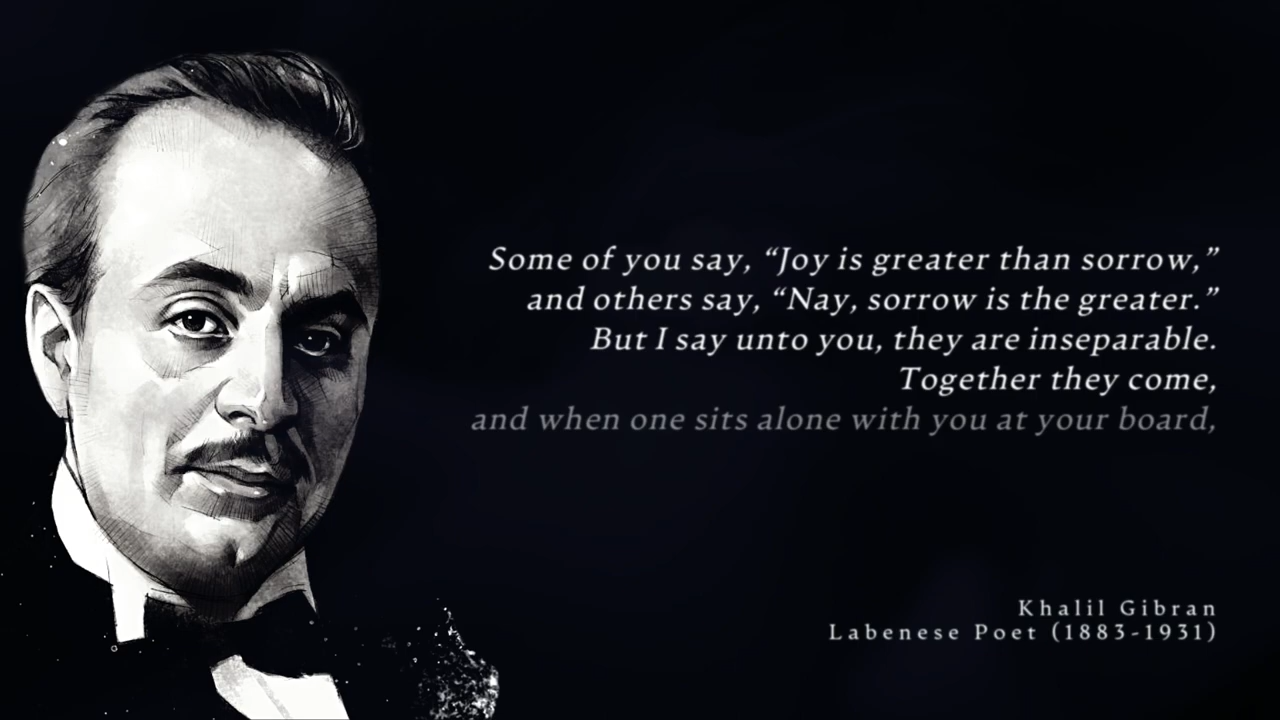 Some of you say, “Joy is greater than sorrow,”
and others say, “Nay, sorrow is the greater.”
But I say unto you, they are inseparable.
Together they come,
and when one sits alone with you at your board,
Khalil Gibran
Labenese Poet (1883-1931)